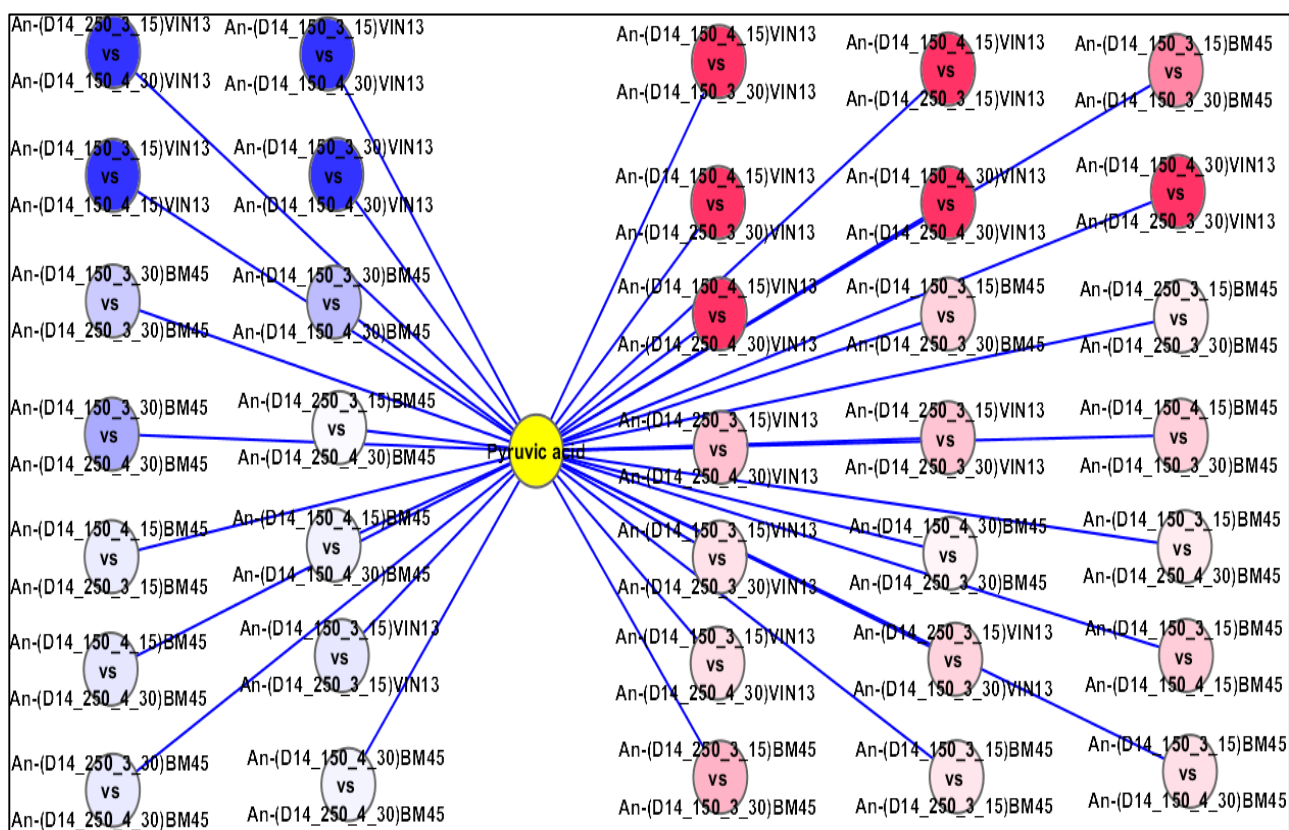 An-(D14_250_3_15)VIN13
vs
An-(D14_150_4_30)VIN13
An-(D14_150_3_15)VIN13
vs
An-(D14_150_4_30)VIN13
An-(D14_150_4_15)VIN13
vs
An-(D14_150_3_30)VIN13
An-(D14_150_4_15)VIN13
vs
An-(D14_250_3_15)VIN13
An-(D14_150_3_15)BM45
vs
An-(D14_150_3_30)BM45
An-(D14_150_3_15)VIN13
vs
An-(D14_150_4_15)VIN13
An-(D14_150_3_30)VIN13
vs
An-(D14_150_4_30)VIN13
An-(D14_150_4_15)VIN13
vs
An-(D14_250_3_30)VIN13
An-(D14_150_4_30)VIN13
vs
An-(D14_250_4_30)VIN13
An-(D14_150_4_30)VIN13
vs
An-(D14_250_3_30)VIN13
An-(D14_150_3_30)BM45
vs
An-(D14_250_3_30)BM45
An-(D14_150_3_30)BM45
vs
An-(D14_150_4_30)BM45
An-(D14_150_4_15)VIN13
vs
An-(D14_250_4_30)VIN13
An-(D14_150_3_15)BM45
vs
An-(D14_250_3_30)BM45
An-(D14_250_3_15)BM45
vs
An-(D14_250_3_30)BM45
An-(D14_150_3_30)BM45
vs
An-(D14_250_4_30)BM45
An-(D14_250_3_15)BM45
vs
An-(D14_250_4_30)BM45
Pyruvic acid
An-(D14_250_3_15)VIN13
vs
An-(D14_250_4_30)VIN13
An-(D14_250_3_15)VIN13
vs
An-(D14_250_3_30)VIN13
An-(D14_150_4_15)BM45
vs
An-(D14_150_3_30)BM45
An-(D14_150_4_15)BM45
vs
An-(D14_250_3_15)BM45
An-(D14_150_4_15)BM45
vs
An-(D14_150_4_30)BM45
An-(D14_150_3_15)VIN13
vs
An-(D14_250_3_30)VIN13
An-(D14_150_4_30)BM45
vs
An-(D14_250_3_30)BM45
An-(D14_150_3_15)BM45
vs
An-(D14_250_4_30)BM45
An-(D14_150_4_15)BM45
vs
An-(D14_250_4_30)BM45
An-(D14_150_3_15)VIN13
vs
An-(D14_250_3_15)VIN13
An-(D14_150_3_15)VIN13
vs
An-(D14_250_4_30)VIN13
An-(D14_250_3_15)VIN13
vs
An-(D14_150_3_30)VIN13
An-(D14_150_3_15)BM45
vs
An-(D14_150_4_15)BM45
An-(D14_250_3_30)BM45
vs
An-(D14_250_4_30)BM45
An-(D14_150_4_30)BM45
vs
An-(D14_250_4_30)BM45
An-(D14_250_3_15)BM45
vs
An-(D14_150_3_30)BM45
An-(D14_150_3_15)BM45
vs
An-(D14_250_3_15)BM45
An-(D14_150_3_15)BM45
vs
An-(D14_150_4_30)BM45